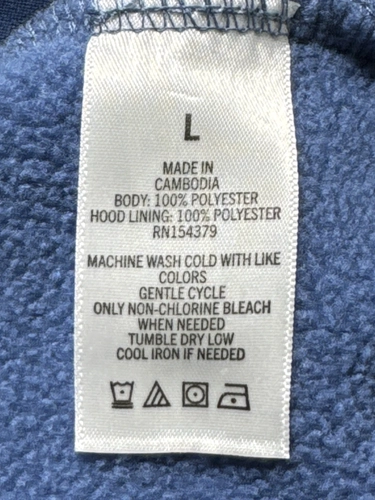 L
MADE IN
CAMBODIA
BODY: 100% POLYESTER
HOOD LINING: 100% POLYESTER
RN154379
MACHINE WASH COLD WITH LIKE
COLORS
GENTLE CYCLE
ONLY NON-CHLORINE BLEACH
WHEN NEEDED
TUMBLE DRY LOW
COOL IRON IF NEEDED